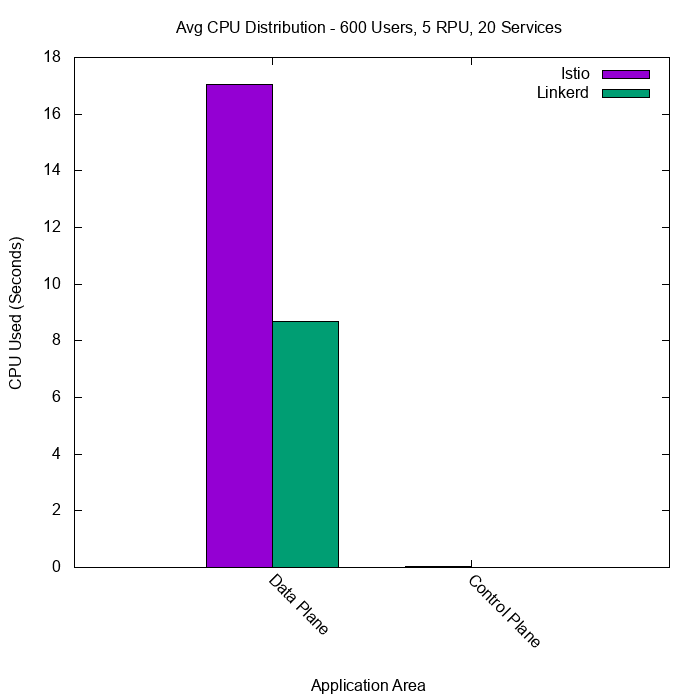 Avg CPU Distribution - 600 Users, 5 RPU, 20 Services
Istio
Linkerd
CPU Used (Seconds)
18
16
14
12
10
8
6
4
2
0
Data Plane
Control Plane
Application Area